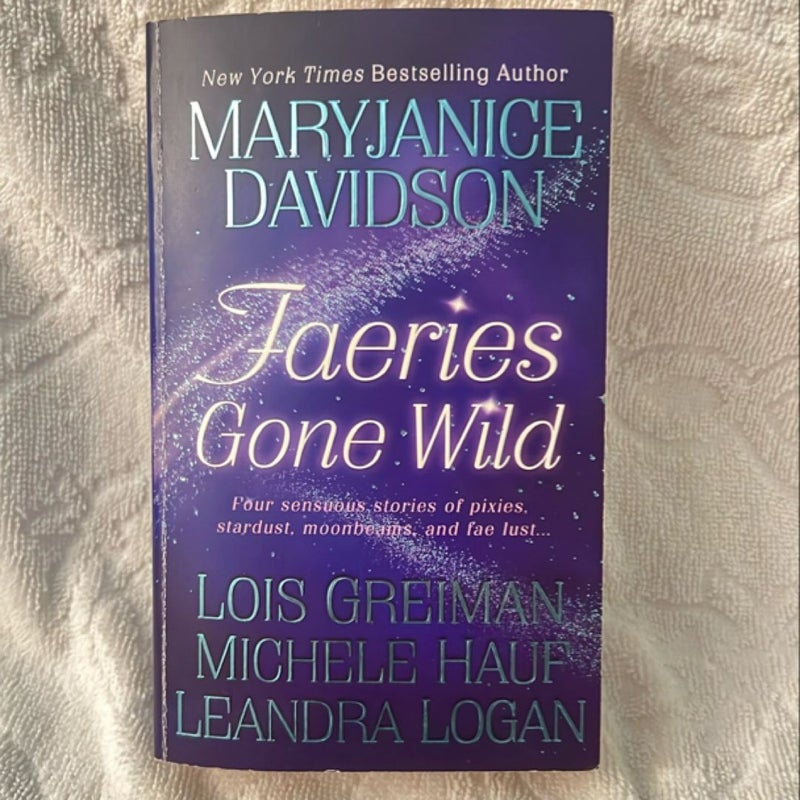 New York Times Bestselling Author
MARYJANICE
DAVIDSON
Faeries
Gone Wild
Four sensuous stories of pixies,
stardust, moonbeams, and fae lust...
LOIS GREIMAN
MICHELE HAUF
LEANDRA LOGAN